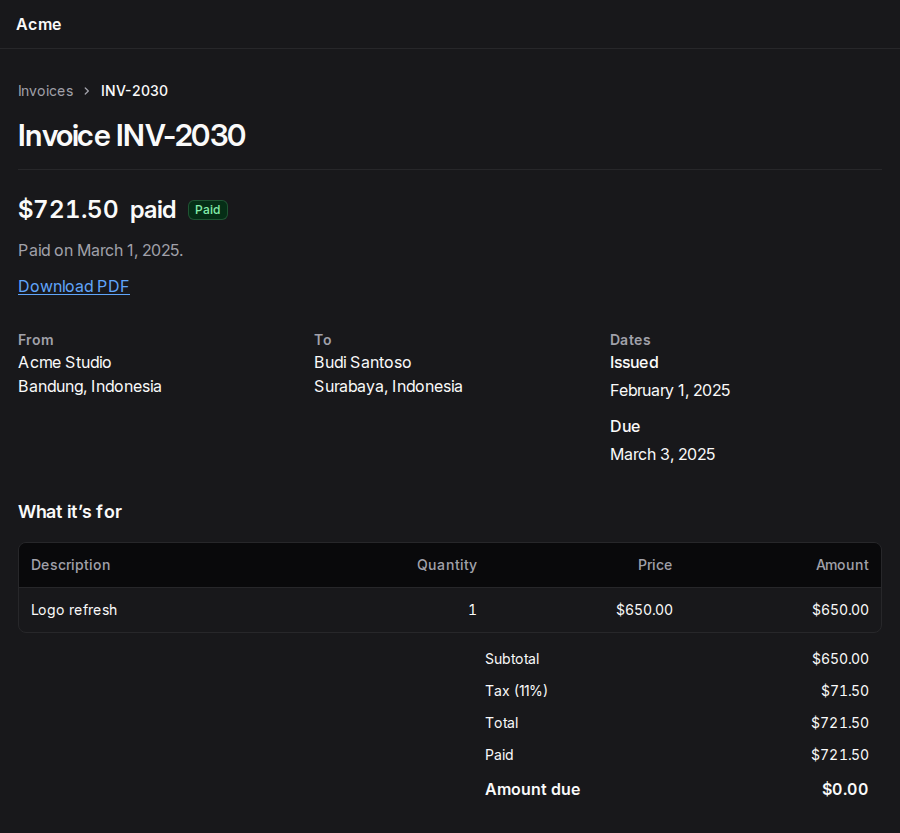 Acme
Invoices › INV-2030
Invoice INV-2030
$721.50 paid Paid
Paid on March 1, 2025.
Download PDF
From
Acme Studio
Bandung, Indonesia
To
Budi Santoso
Surabaya, Indonesia
Dates
Issued
February 1, 2025
Due
March 3, 2025
What it’s for
Description Quantity Price Amount
Logo refresh 1 $650.00 $650.00
Subtotal $650.00
Tax (11%) $71.50
Total $721.50
Paid $721.50
Amount due $0.00